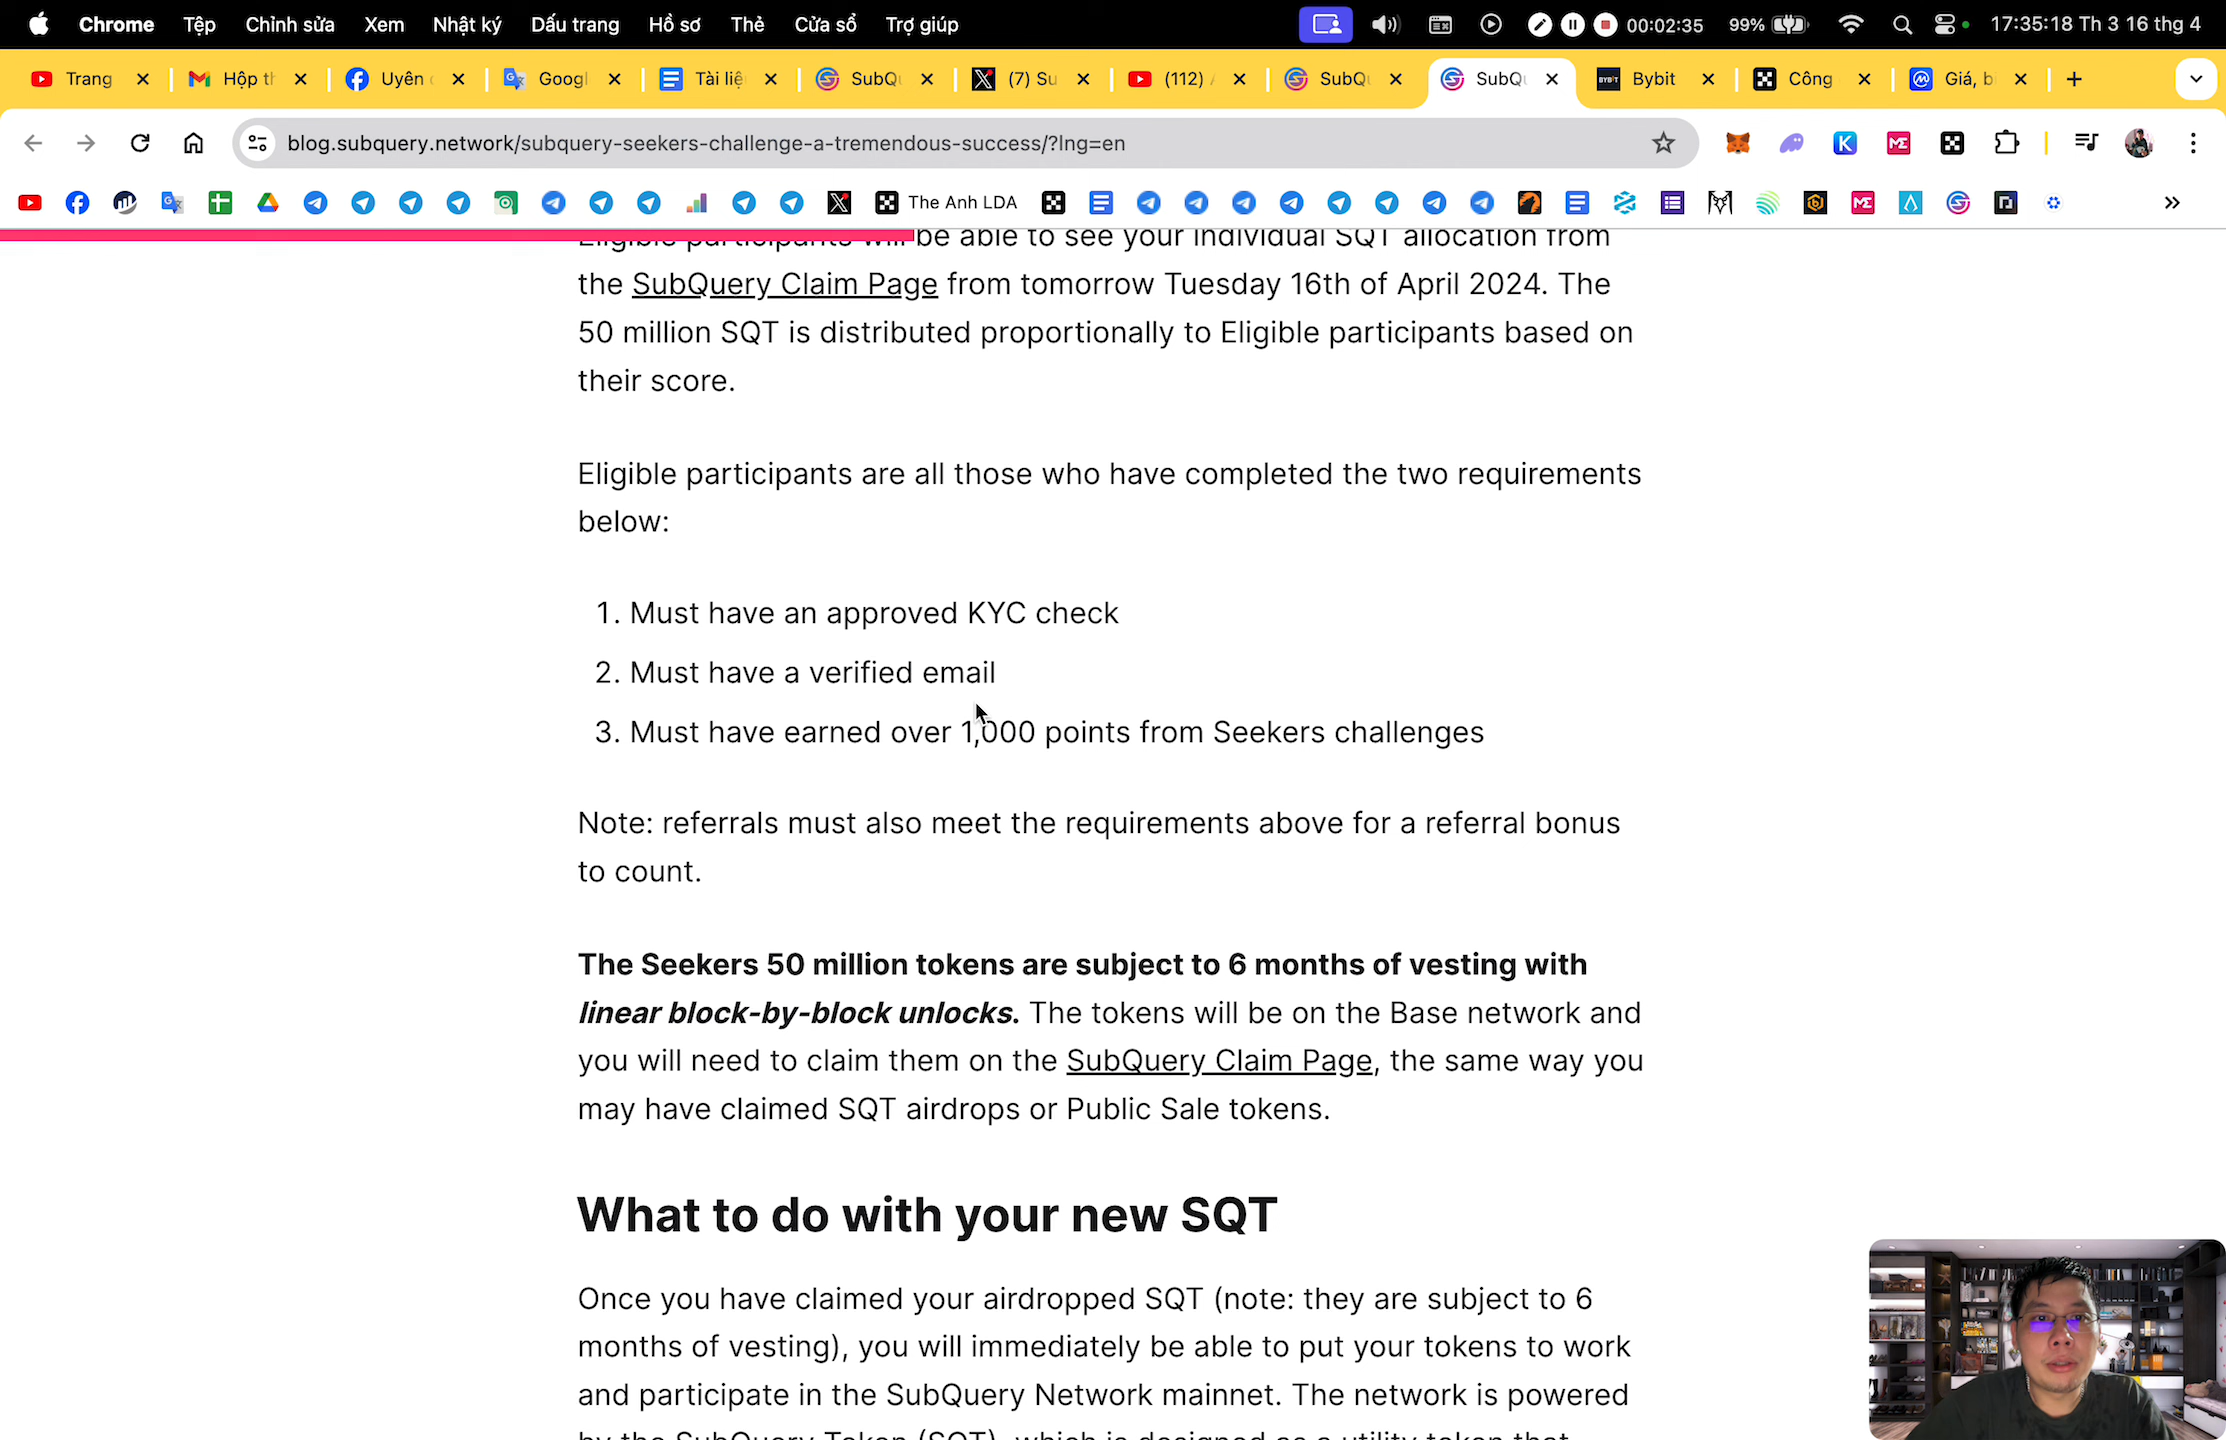 Chrome Tệp Chỉnh sửa Xem Nhật ký Dấu trang Hồ sơ Thẻ Cửa sổ Trợ giúp 00:02:35 99% 17:35:18 Th 3 16 thg 4
Trang Hộp th Uyên Googl Tài liệ SubQu (7) Su (112) SubQu SubQu Bybit Công Giá, bi
blog.subquery.network/subquery-seekers-challenge-a-tremendous-success/?lng=en
The Anh LDA
Eligible participants will be able to see your individual SQT allocation from
the SubQuery Claim Page from tomorrow Tuesday 16th of April 2024. The
50 million SQT is distributed proportionally to Eligible participants based on
their score.
Eligible participants are all those who have completed the two requirements
below:
1. Must have an approved KYC check
2. Must have a verified email
3. Must have earned over 1,000 points from Seekers challenges
Note: referrals must also meet the requirements above for a referral bonus
to count.
The Seekers 50 million tokens are subject to 6 months of vesting with
linear block-by-block unlocks. The tokens will be on the Base network and
you will need to claim them on the SubQuery Claim Page, the same way you
may have claimed SQT airdrops or Public Sale tokens.
What to do with your new SQT
Once you have claimed your airdropped SQT (note: they are subject to 6
months of vesting), you will immediately be able to put your tokens to work
and participate in the SubQuery Network mainnet. The network is powered
by the SubQuery Token (SQT), which is designed as a utility token that